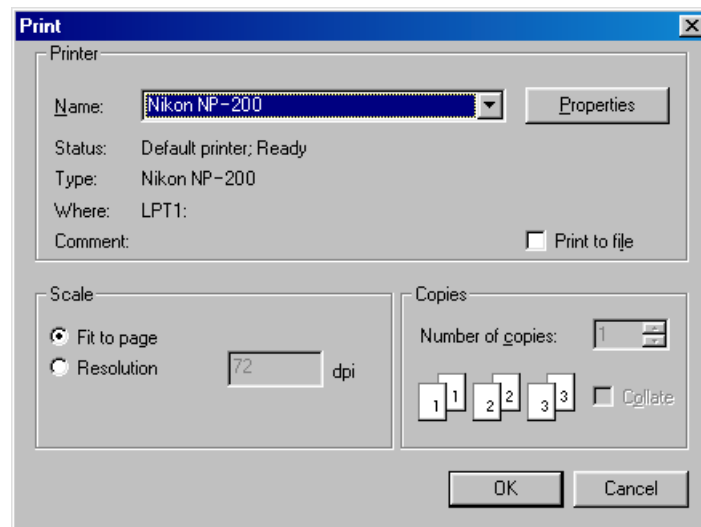 Print
Printer
Name: Nikon NP-200 Properties
Status: Default printer; Ready
Type: Nikon NP-200
Where: LPT1:
Comment: Print to file
Scale
Fit to page
Resolution 72 dpi
Copies
Number of copies: 1
1 1 2 2 3 3 Collate
OK Cancel